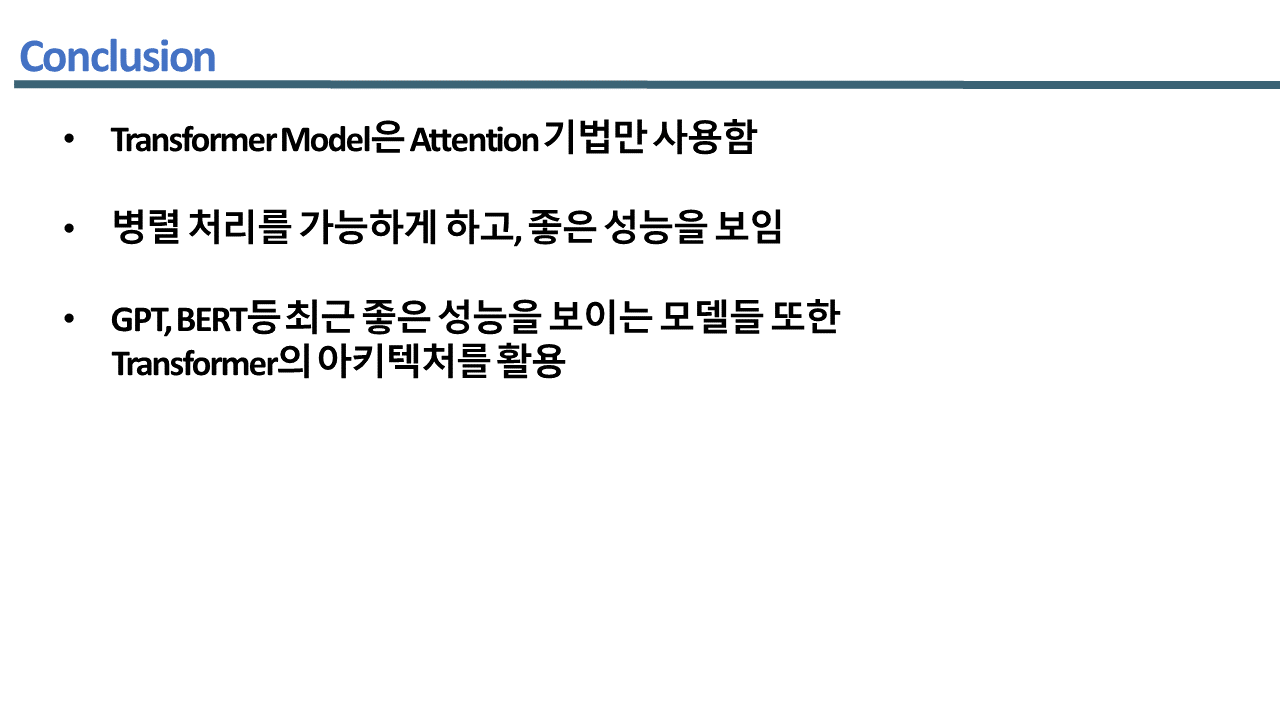 Conclusion
• Transformer Model은 Attention 기법만 사용함
• 병렬 처리를 가능하게 하고, 좋은 성능을 보임
• GPT, BERT등 최근 좋은 성능을 보이는 모델들 또한
Transformer의 아키텍처를 활용